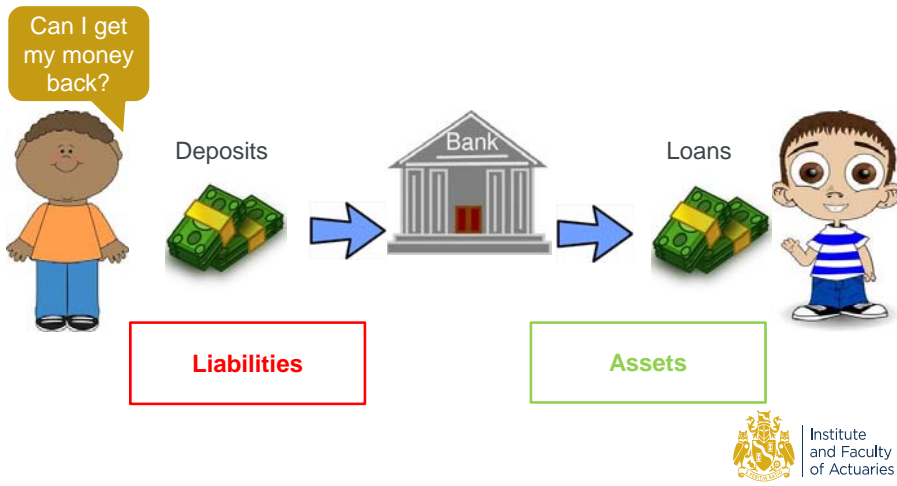 Can I get
my money
back?
Deposits
Bank
Loans
Liabilities
Assets
Institute
and Faculty
of Actuaries